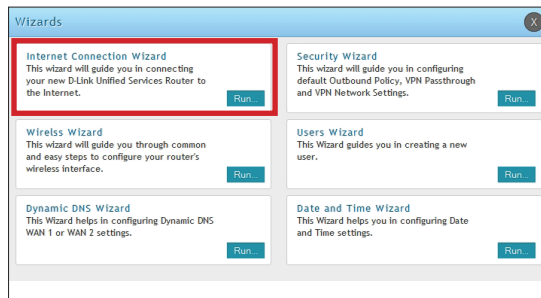 Wizards
X
Internet Connection Wizard
This wizard will guide you in connecting
your new D-Link Unified Services Router to
the Internet.
Run...
Security Wizard
This wizard will guide you in configuring
default Outbound Policy, VPN Passthrough
and VPN Network Settings.
Run...
Wirelss Wizard
This wizard will guide you through common
and easy steps to configure your router's
wireless interface.
Run...
Users Wizard
This Wizard guides you in creating a new
user.
Run...
Dynamic DNS Wizard
This Wizard helps in configuring Dynamic DNS
WAN 1 or WAN 2 settings.
Run...
Date and Time Wizard
This Wizard helps you in configuring Date
and Time settings.
Run...